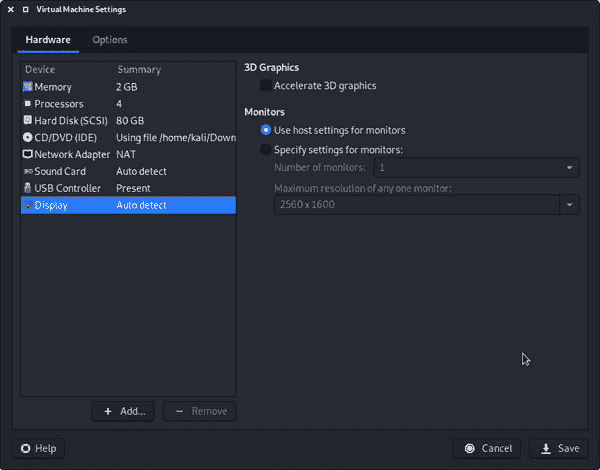 Virtual Machine Settings
Hardware Options
Device Summary
Memory 2 GB
Processors 4
Hard Disk (SCSI) 80 GB
CD/DVD (IDE) Using file /home/kali/Down
Network Adapter NAT
Sound Card Auto detect
USB Controller Present
Display Auto detect
+ Add...
− Remove
3D Graphics
Accelerate 3D graphics
Monitors
Use host settings for monitors
Specify settings for monitors:
Number of monitors: 1
Maximum resolution of any one monitor:
2560 x 1600
Help
Cancel
Save